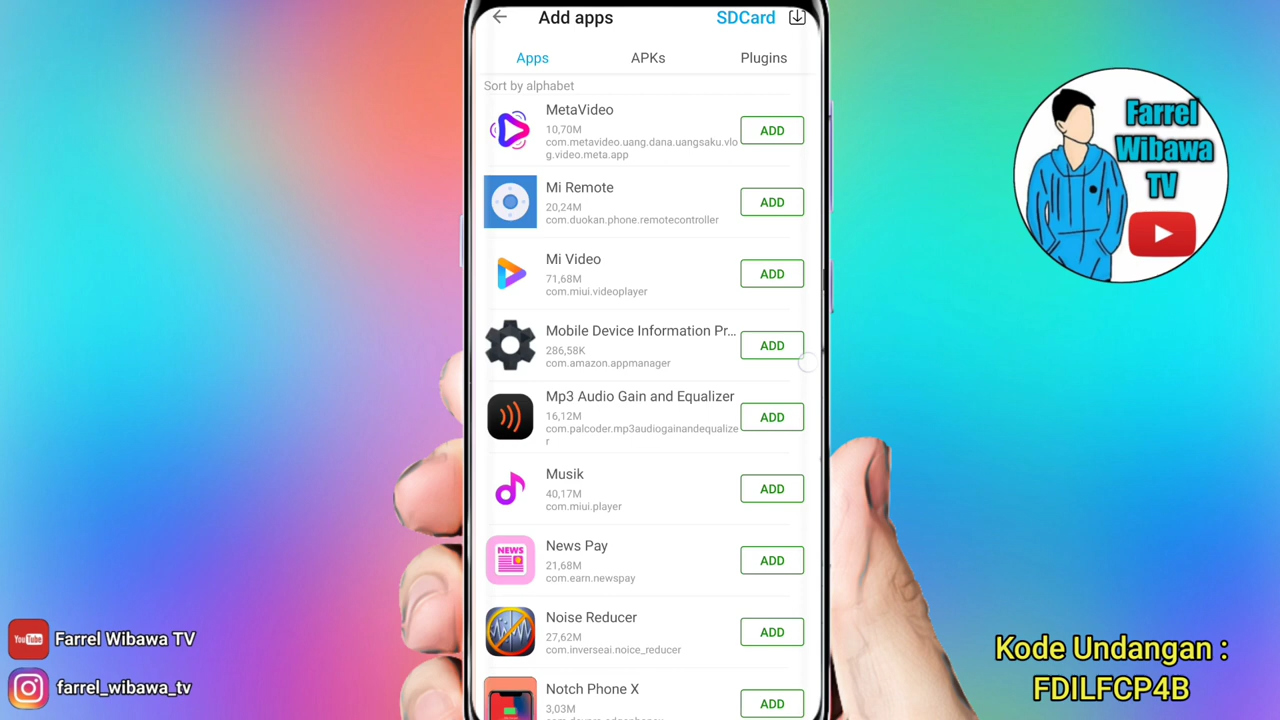 Add apps
SDCard
Apps
APKs
Plugins
Sort by alphabet
MetaVideo
10,70M
com.metavideo.uang.dana.uangsaku.vlo
g.video.meta.app
ADD
Mi Remote
20,24M
com.duokan.phone.remotecontroller
ADD
Mi Video
71,68M
com.miui.videoplayer
ADD
Mobile Device Information Pr...
286,58K
com.amazon.appmanager
ADD
Mp3 Audio Gain and Equalizer
16,12M
com.palcoder.mp3audiogainandequalize
r
ADD
Musik
40,17M
com.miui.player
ADD
NEWS
News Pay
21,68M
com.earn.newspay
ADD
Noise Reducer
27,62M
com.inverseai.noice_reducer
ADD
Notch Phone X
3,03M
ADD
Farrel
Wibawa
TV
YouTube
Farrel Wibawa TV
farrel_wibawa_tv
Kode Undangan :
FDILFCP4B